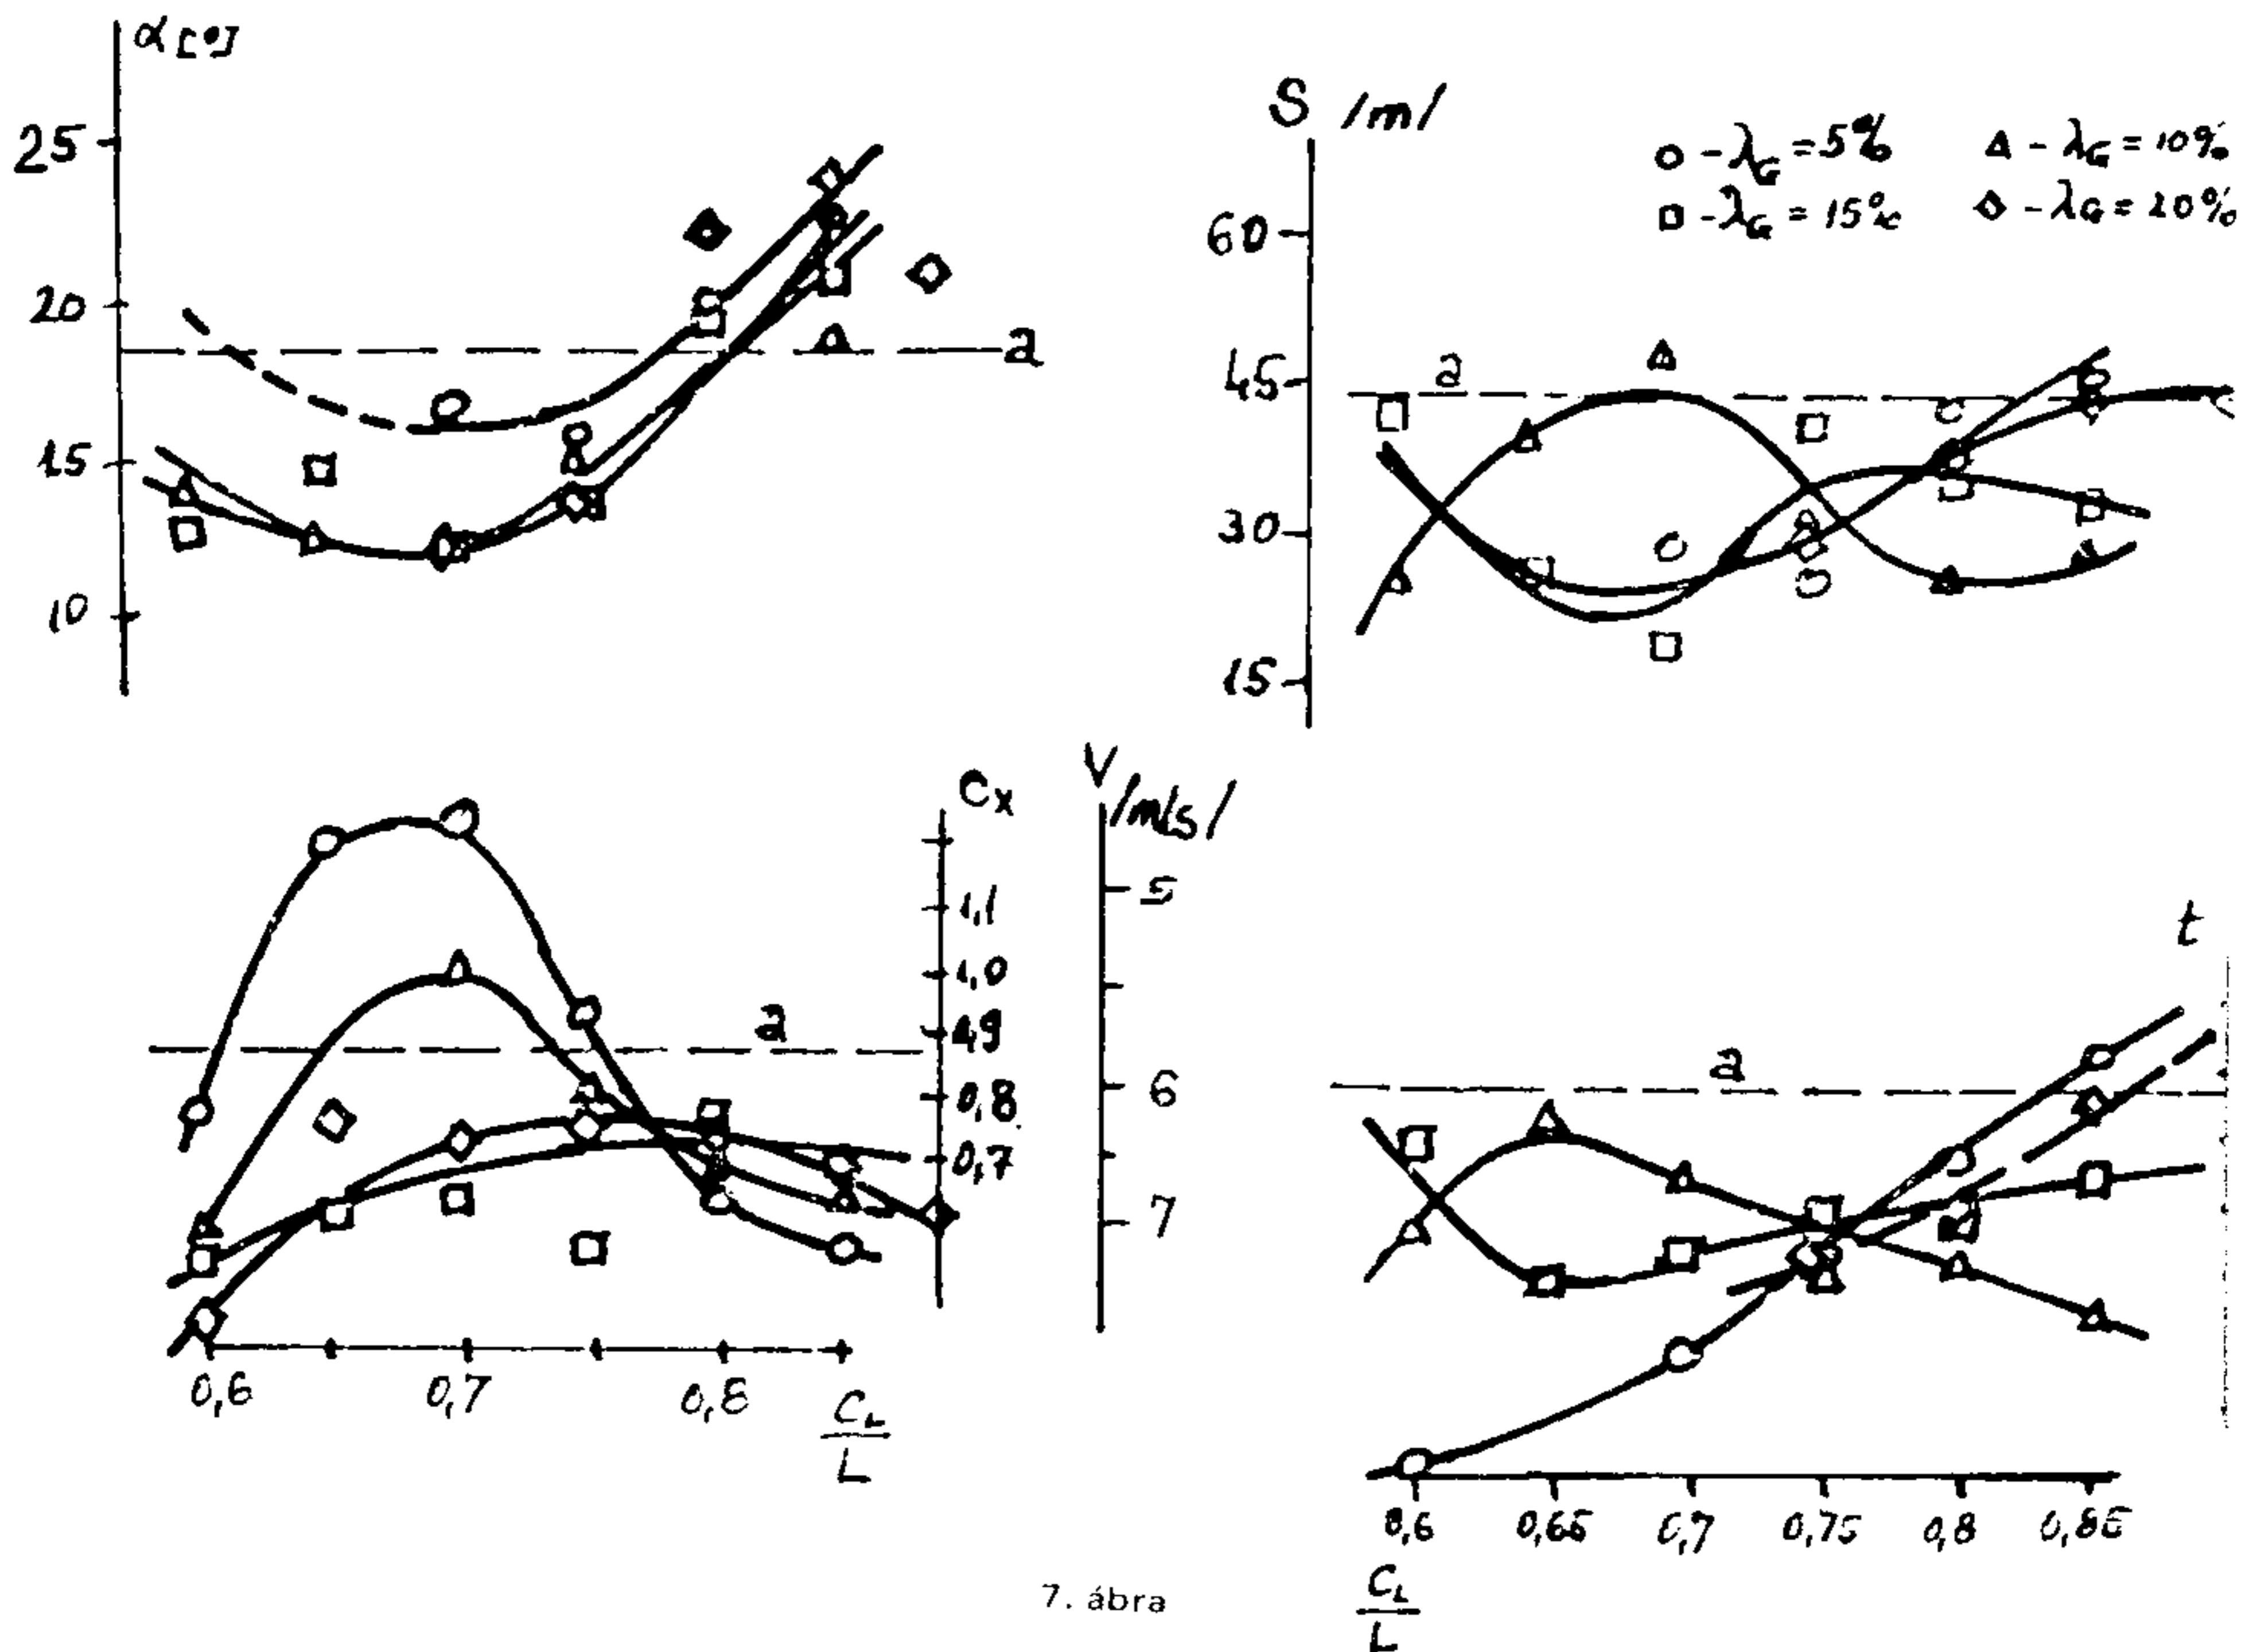 α [°]
25
20
15
10
a
S /m/
o - λG = 5% △ - λG = 10%
□ - λG = 15% ◇ - λG = 20%
60
45
30
15
a
Cx
1,1
1,0
0,9
0,8
0,7
a
0,6 0,7 0,8
CL
L
V /m/s/
5
6
7
a
t
0,6 0,65 0,7 0,75 0,8 0,85
CL
L
7. ábra